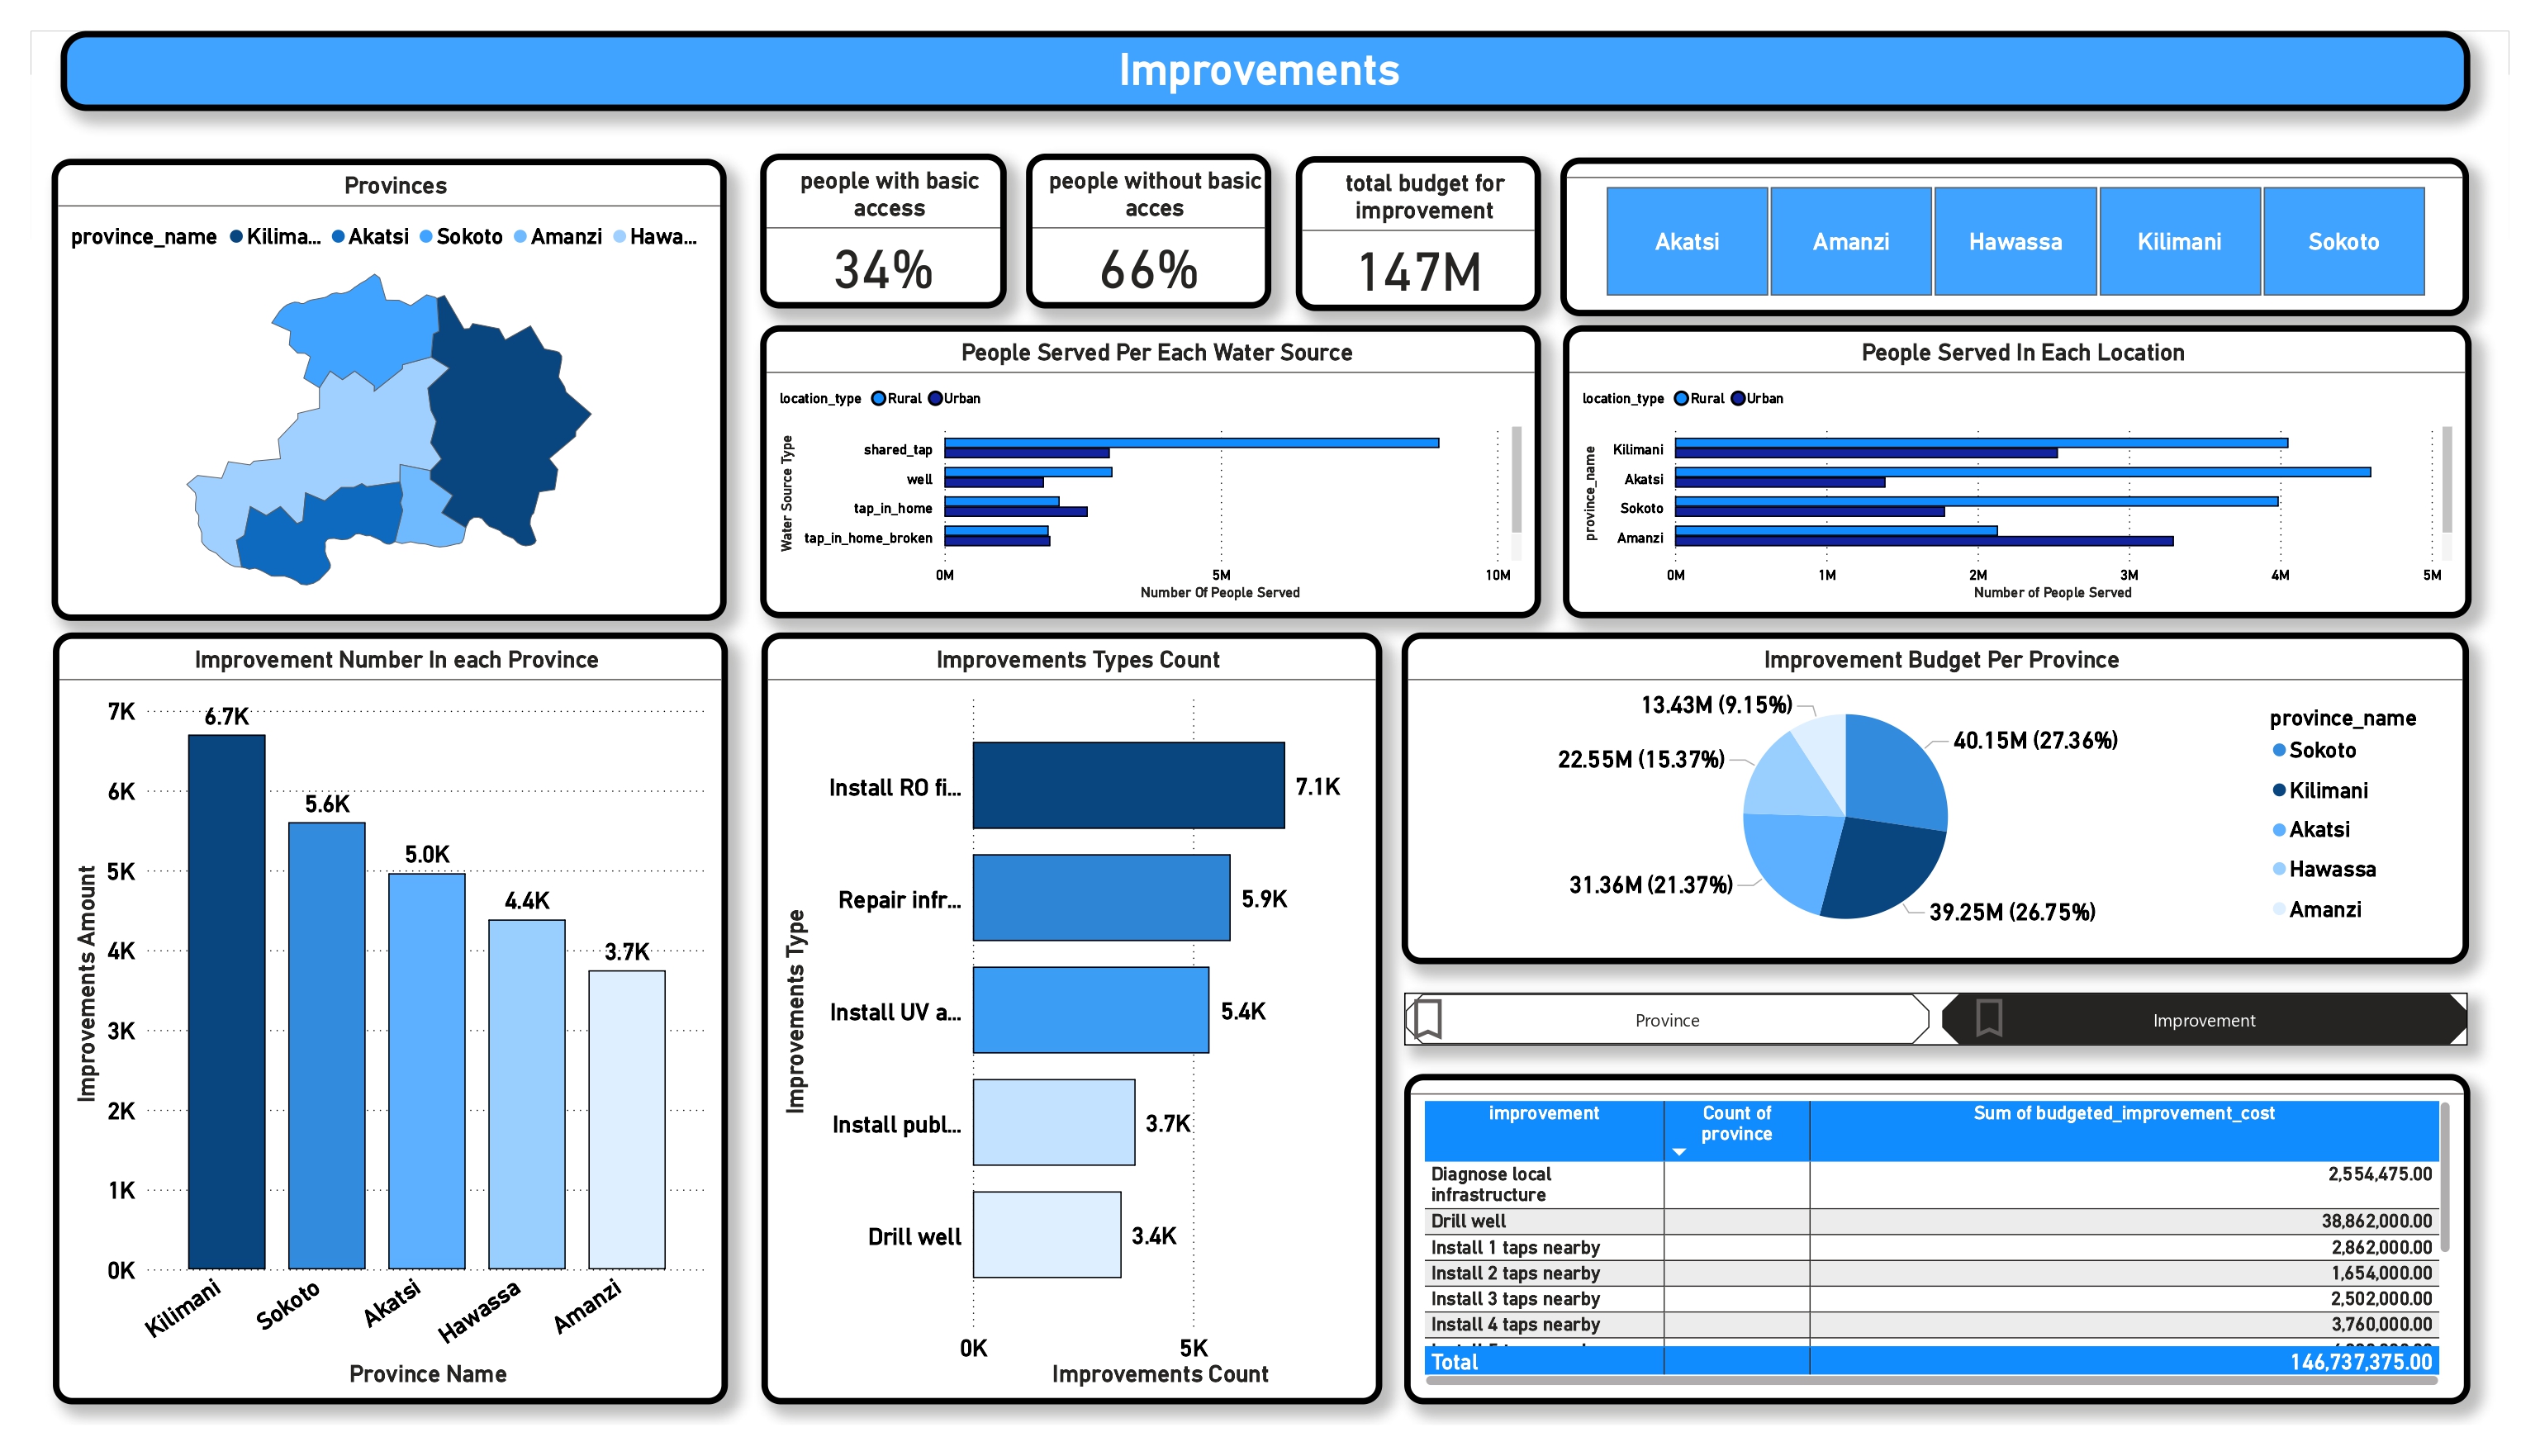 Improvements
Provinces
province_name Kilima... Akatsi Sokoto Amanzi Hawa...
people with basic
access
34%
people without basic
acces
66%
total budget for
improvement
147M
Akatsi Amanzi Hawassa Kilimani Sokoto
People Served Per Each Water Source
location_type Rural Urban
Water Source Type
shared_tap
well
tap_in_home
tap_in_home_broken
0M 5M 10M
Number Of People Served
People Served In Each Location
location_type Rural Urban
province_name
Kilimani
Akatsi
Sokoto
Amanzi
0M 1M 2M 3M 4M 5M
Number of People Served
Improvement Number In each Province
Improvements Amount
7K
6K
5K
4K
3K
2K
1K
0K
6.7K
5.6K
5.0K
4.4K
3.7K
Kilimani Sokoto Akatsi Hawassa Amanzi
Province Name
Improvements Types Count
Improvements Type
Install RO fi... 7.1K
Repair infr... 5.9K
Install UV a... 5.4K
Install publ... 3.7K
Drill well 3.4K
0K 5K
Improvements Count
Improvement Budget Per Province
13.43M (9.15%)
40.15M (27.36%)
22.55M (15.37%)
31.36M (21.37%)
39.25M (26.75%)
province_name
Sokoto
Kilimani
Akatsi
Hawassa
Amanzi
Province Improvement
improvement Count of Sum of budgeted_improvement_cost
province
Diagnose local 2,554,475.00
infrastructure
Drill well 38,862,000.00
Install 1 taps nearby 2,862,000.00
Install 2 taps nearby 1,654,000.00
Install 3 taps nearby 2,502,000.00
Install 4 taps nearby 3,760,000.00
Total 146,737,375.00